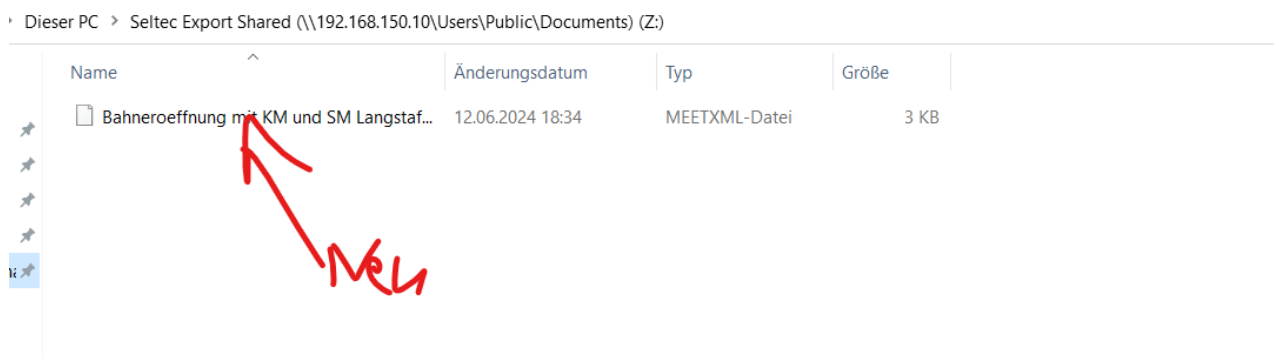 Dieser PC > Seltec Export Shared (\\192.168.150.10\Users\Public\Documents) (Z:)
Name Änderungsdatum Typ Größe
Bahneroeffnung mit KM und SM Langstaf... 12.06.2024 18:34 MEETXML-Datei 3 KB
Neu